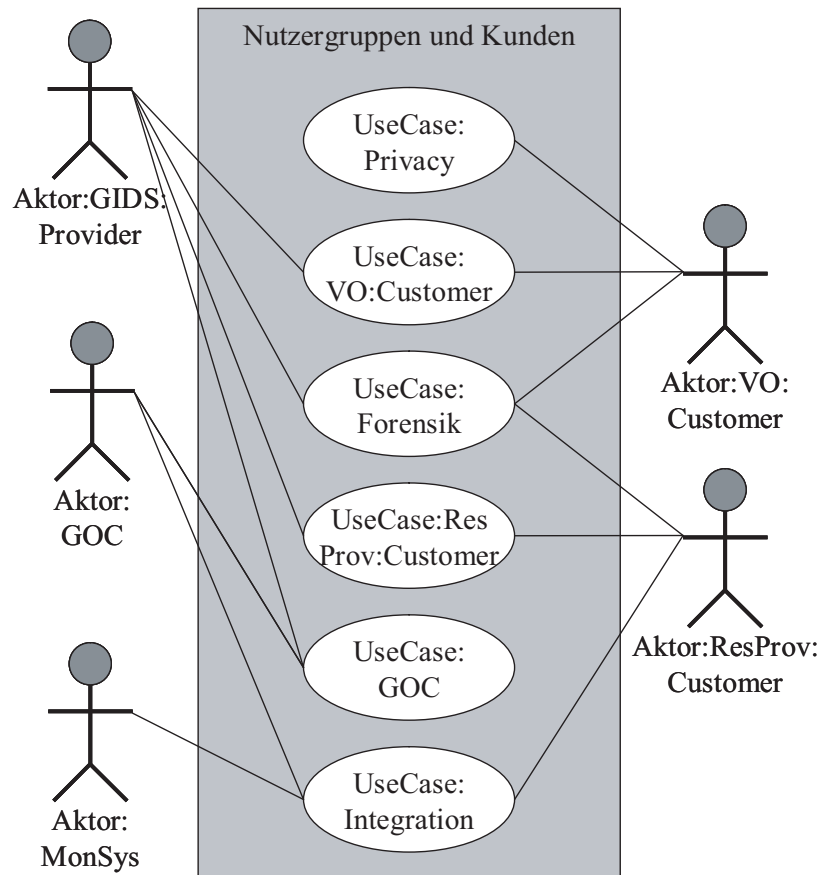 Nutzergruppen und Kunden
UseCase:
Privacy
UseCase:
VO:Customer
UseCase:
Forensik
UseCase:Res
Prov:Customer
UseCase:
GOC
UseCase:
Integration
Aktor:GIDS:
Provider
Aktor:
GOC
Aktor:
MonSys
Aktor:VO:
Customer
Aktor:ResProv:
Customer